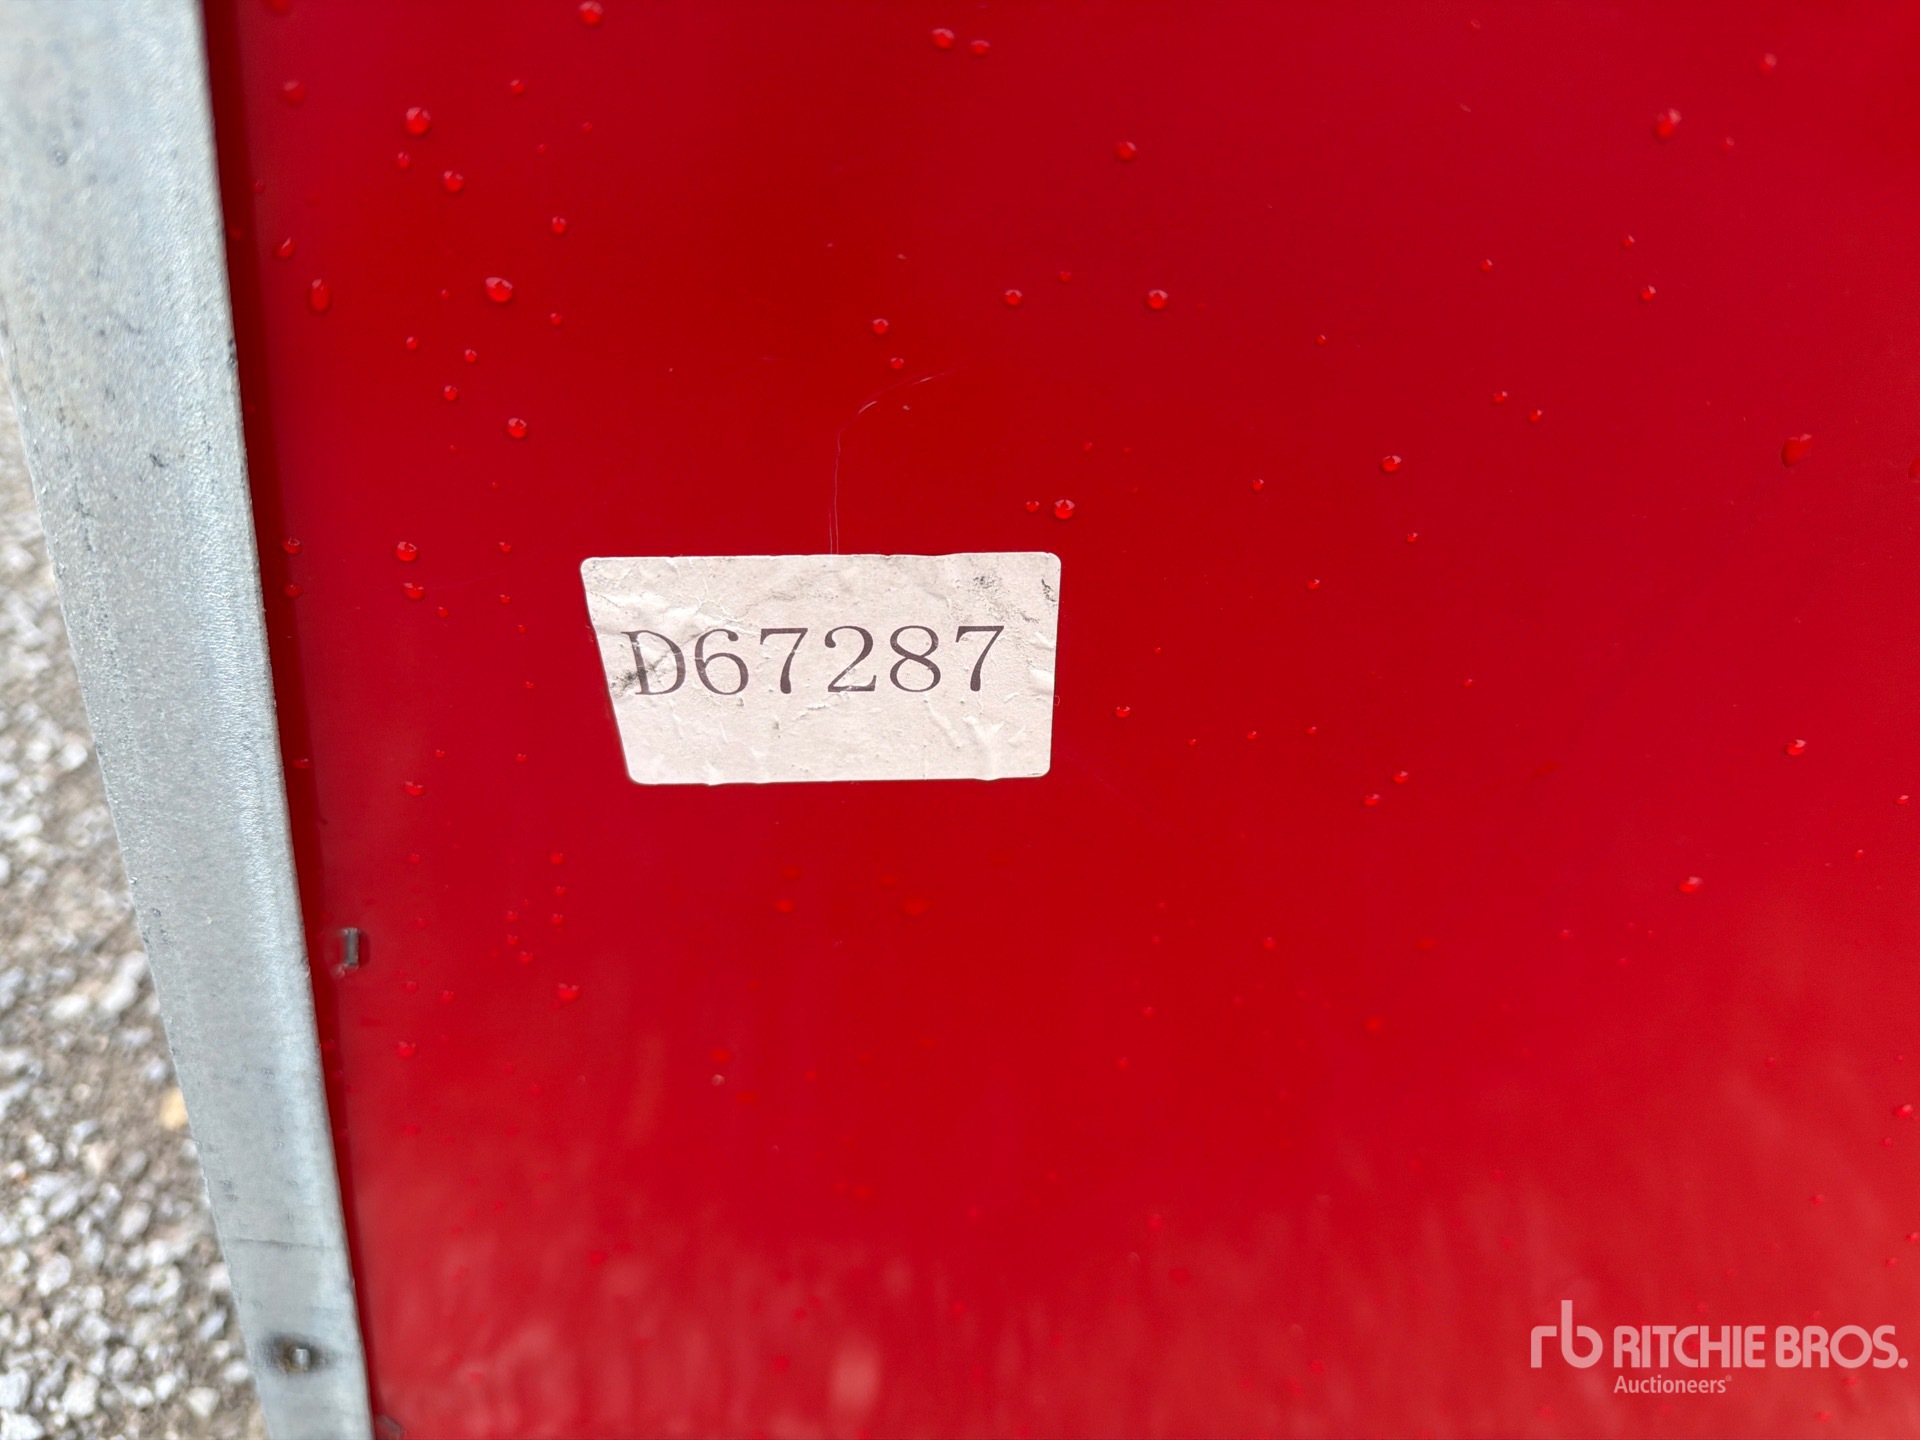 D67287
rb RITCHIE BROS.
Auctioneers®